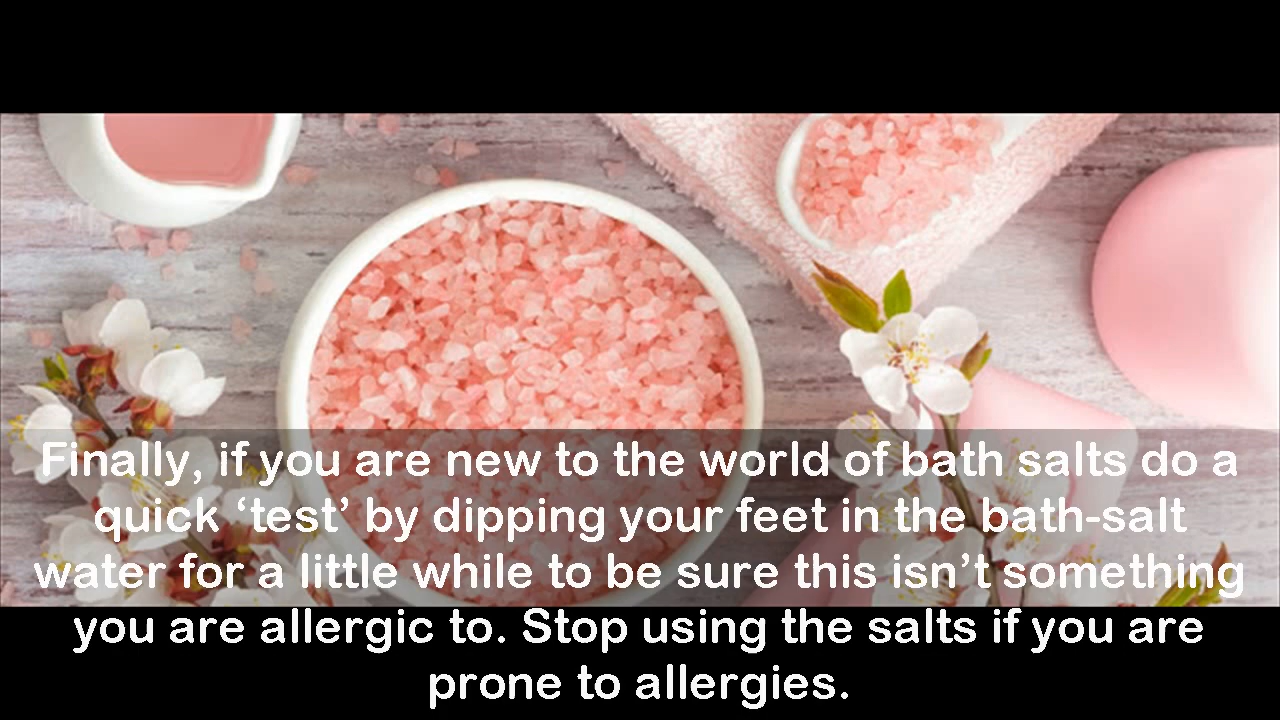 Finally, if you are new to the world of bath salts do a
quick ‘test’ by dipping your feet in the bath-salt
water for a little while to be sure this isn’t something
you are allergic to. Stop using the salts if you are
prone to allergies.